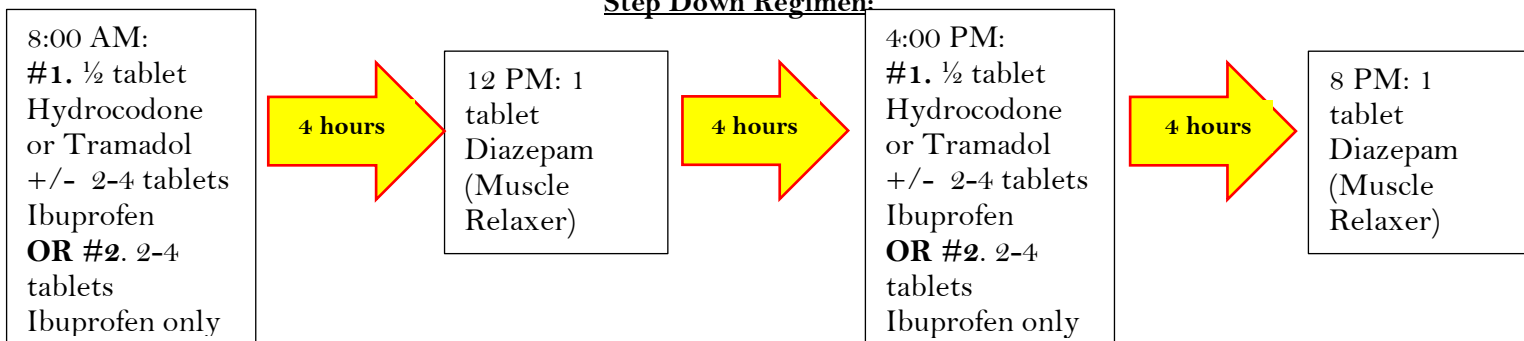 Step Down Regimen:
8:00 AM:
#1. ½ tablet
Hydrocodone
or Tramadol
+/-  2-4 tablets
Ibuprofen
OR #2. 2-4
tablets
Ibuprofen only
4 hours
12 PM: 1
tablet
Diazepam
(Muscle
Relaxer)
4 hours
4:00 PM:
#1. ½ tablet
Hydrocodone
or Tramadol
+/-  2-4 tablets
Ibuprofen
OR #2. 2-4
tablets
Ibuprofen only
4 hours
8 PM: 1
tablet
Diazepam
(Muscle
Relaxer)